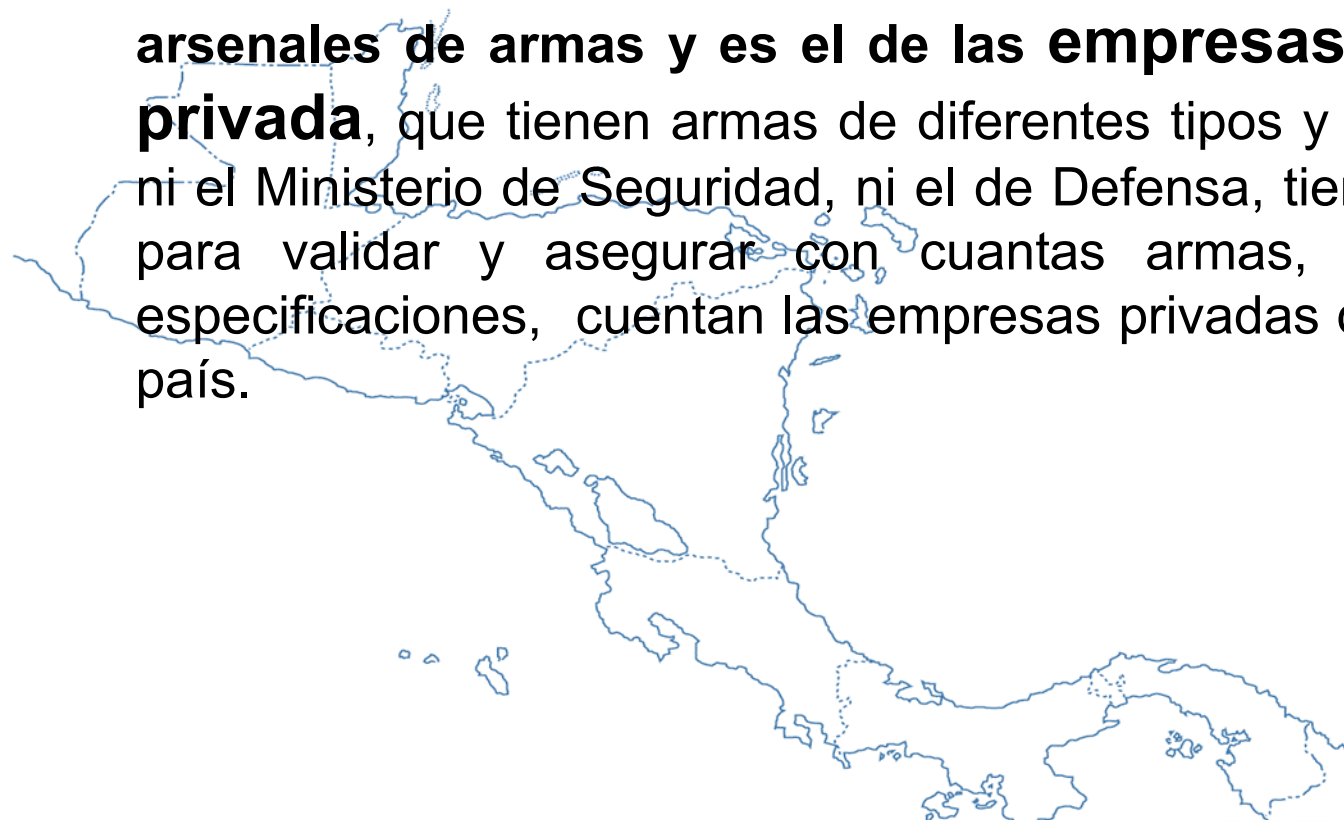 arsenales de armas y es el de las empresas
privada, que tienen armas de diferentes tipos y
ni el Ministerio de Seguridad, ni el de Defensa,
para validar y asegurar con cuantas armas,
especificaciones, cuentan las empresas privadas
país.